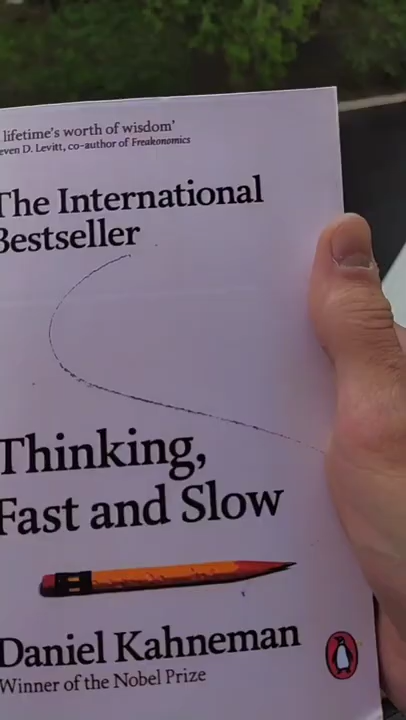 lifetime's worth of wisdom'
even D. Levitt, co-author of Freakonomics
The International
Bestseller
Thinking,
Fast and Slow
Daniel Kahneman
Winner of the Nobel Prize